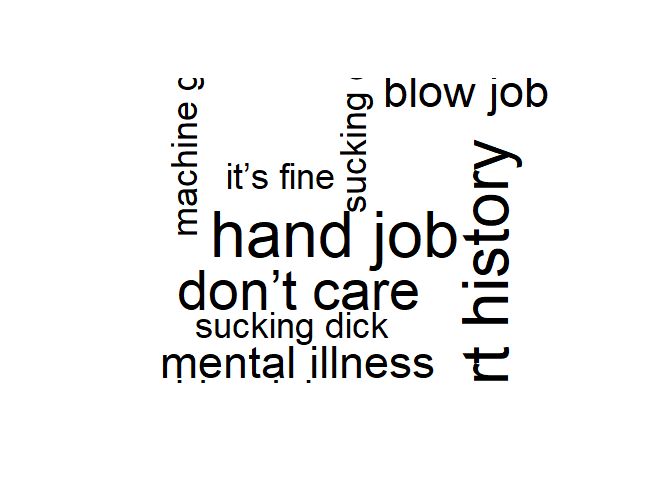 machine g
sucking
blow job
it’s fine
rt history
hand job
don’t care
sucking dick
mental illness